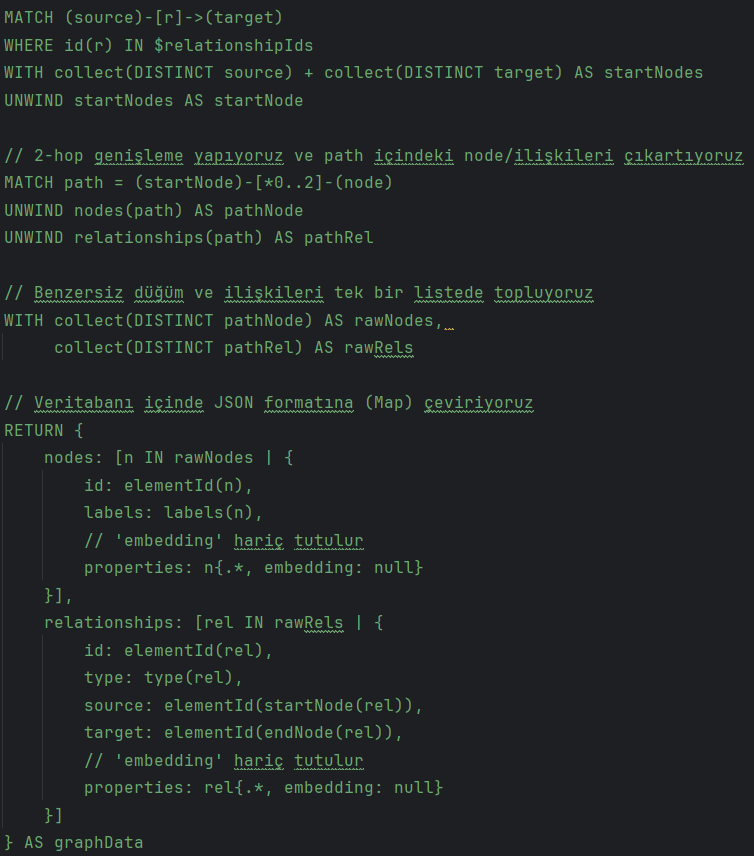 MATCH (source)-[r]->(target)
WHERE id(r) IN $relationshipIds
WITH collect(DISTINCT source) + collect(DISTINCT target) AS startNodes
UNWIND startNodes AS startNode

// 2-hop genişleme yapıyoruz ve path içindeki node/ilişkileri çıkartıyoruz
MATCH path = (startNode)-[*0..2]-(node)
UNWIND nodes(path) AS pathNode
UNWIND relationships(path) AS pathRel

// Benzersiz düğüm ve ilişkileri tek bir listede topluyoruz
WITH collect(DISTINCT pathNode) AS rawNodes,
     collect(DISTINCT pathRel) AS rawRels

// Veritabanı içinde JSON formatına (Map) çeviriyoruz
RETURN {
    nodes: [n IN rawNodes | {
        id: elementId(n),
        labels: labels(n),
        // 'embedding' hariç tutulur
        properties: n{.*, embedding: null}
    }],
    relationships: [rel IN rawRels | {
        id: elementId(rel),
        type: type(rel),
        source: elementId(startNode(rel)),
        target: elementId(endNode(rel)),
        // 'embedding' hariç tutulur
        properties: rel{.*, embedding: null}
    }]
} AS graphData